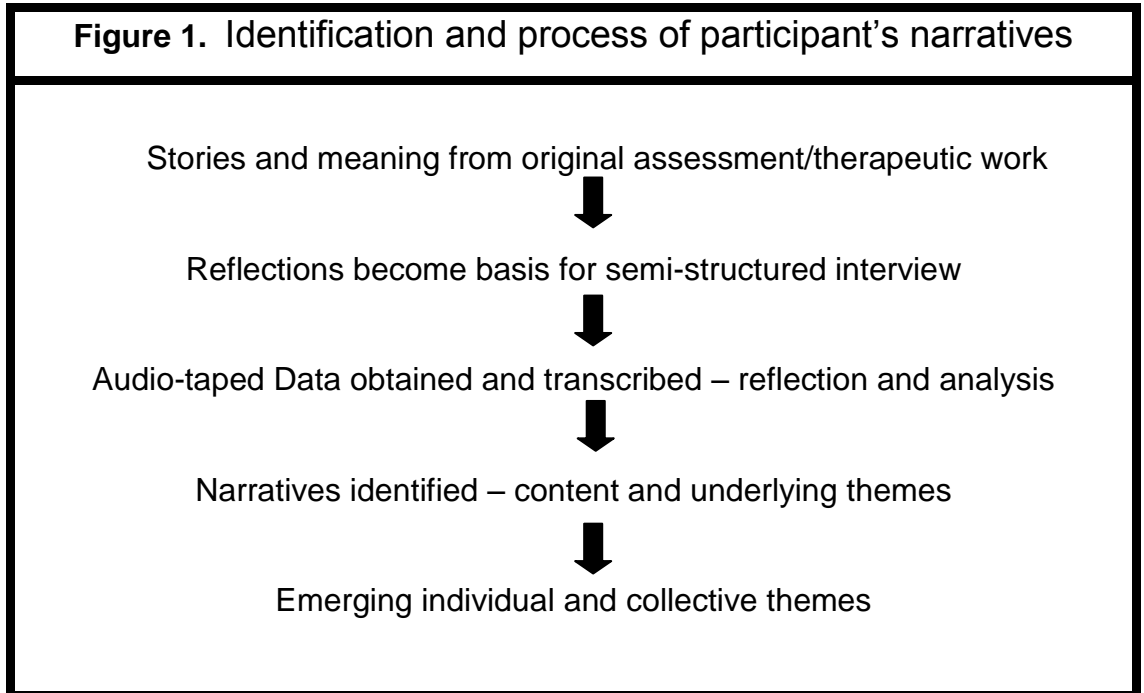 Figure 1. Identification and process of participant’s narratives
Stories and meaning from original assessment/therapeutic work
Reflections become basis for semi-structured interview
Audio-taped Data obtained and transcribed – reflection and analysis
Narratives identified – content and underlying themes
Emerging individual and collective themes